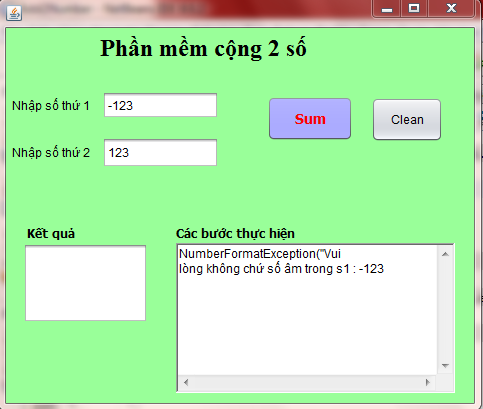 Phần mềm cộng 2 số
Nhập số thứ 1
-123
Sum
Clean
Nhập số thứ 2
123
Kết quả
Các bước thực hiện
NumberFormatException("Vui
lòng không chứ số âm trong s1 : -123